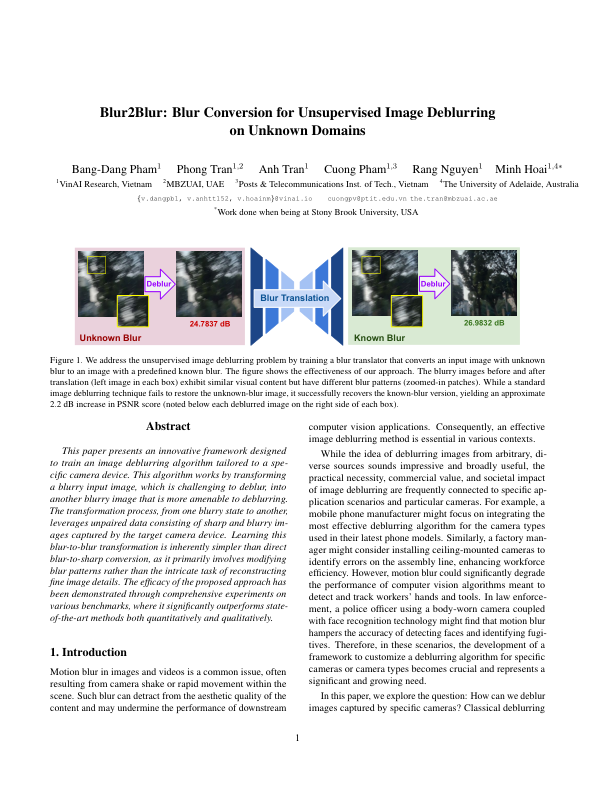 Blur2Blur: Blur Conversion for Unsupervised Image Deblurring
on Unknown Domains
Bang-Dang Pham1 Phong Tran1,2 Anh Tran1 Cuong Pham1,3 Rang Nguyen1 Minh Hoai1,4*
1VinAI Research, Vietnam 2MBZUAI, UAE 3Posts & Telecommunications Inst. of Tech., Vietnam 4The University of Adelaide, Australia
{v.dangpb1, v.anhtt152, v.hoainm}@vinai.io cuongpv@ptit.edu.vn the.tran@mbzuai.ac.ae
*Work done when being at Stony Brook University, USA
Deblur
24.7837 dB
Unknown Blur
Blur Translation
Deblur
26.9832 dB
Known Blur
Figure 1. We address the unsupervised image deblurring problem by training a blur translator that converts an input image with unknown
blur to an image with a predefined known blur. The figure shows the effectiveness of our approach. The blurry images before and after
translation (left image in each box) exhibit similar visual content but have different blur patterns (zoomed-in patches). While a standard
image deblurring technique fails to restore the unknown-blur image, it successfully recovers the known-blur version, yielding an approximate
2.2 dB increase in PSNR score (noted below each deblurred image on the right side of each box).
Abstract
This paper presents an innovative framework designed
to train an image deblurring algorithm tailored to a spe-
cific camera device. This algorithm works by transforming
a blurry input image, which is challenging to deblur, into
another blurry image that is more amenable to deblurring.
The transformation process, from one blurry state to another,
leverages unpaired data consisting of sharp and blurry im-
ages captured by the target camera device. Learning this
blur-to-blur transformation is inherently simpler than direct
blur-to-sharp conversion, as it primarily involves modifying
blur patterns rather than the intricate task of reconstructing
fine image details. The efficacy of the proposed approach has
been demonstrated through comprehensive experiments on
various benchmarks, where it significantly outperforms state-
of-the-art methods both quantitatively and qualitatively.
1. Introduction
Motion blur in images and videos is a common issue, often
resulting from camera shake or rapid movement within the
scene. Such blur can detract from the aesthetic quality of the
content and may undermine the performance of downstream
computer vision applications. Consequently, an effective
image deblurring method is essential in various contexts.
While the idea of deblurring images from arbitrary, di-
verse sources sounds impressive and broadly useful, the
practical necessity, commercial value, and societal impact
of image deblurring are frequently connected to specific ap-
plication scenarios and particular cameras. For example, a
mobile phone manufacturer might focus on integrating the
most effective deblurring algorithm for the camera types
used in their latest phone models. Similarly, a factory man-
ager might consider installing ceiling-mounted cameras to
identify errors on the assembly line, enhancing workforce
efficiency. However, motion blur could significantly degrade
the performance of computer vision algorithms meant to
detect and track workers' hands and tools. In law enforce-
ment, a police officer using a body-worn camera coupled
with face recognition technology might find that motion blur
hampers the accuracy of detecting faces and identifying fugi-
tives. Therefore, in these scenarios, the development of a
framework to customize a deblurring algorithm for specific
cameras or camera types becomes crucial and represents a
significant and growing need.
In this paper, we explore the question: How can we deblur
images captured by specific cameras? Classical deblurring
1